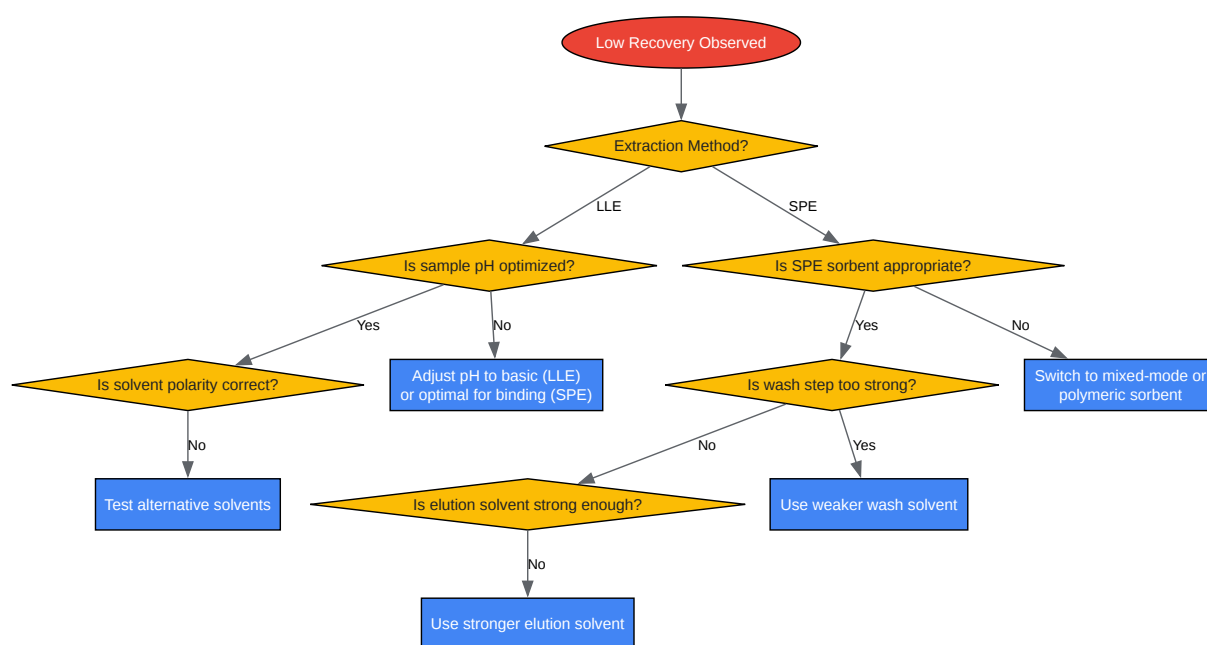 Low Recovery Observed
Extraction Method?
LLE
SPE
Is sample pH optimized?
Is SPE sorbent appropriate?
Yes
No
Yes
No
Is solvent polarity correct?
Adjust pH to basic (LLE)
or optimal for binding (SPE)
Is wash step too strong?
Switch to mixed-mode or
polymeric sorbent
No
No
Yes
Test alternative solvents
Is elution solvent strong enough?
Use weaker wash solvent
No
Use stronger elution solvent